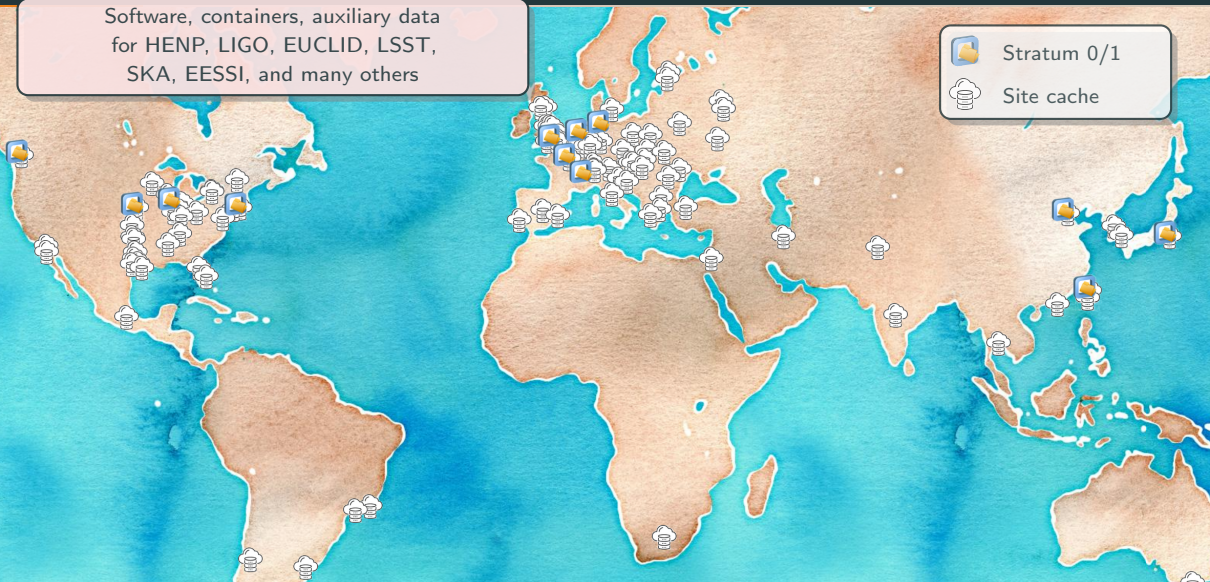 Software, containers, auxiliary data
for HENP, LIGO, EUCLID, LSST,
SKA, EESSI, and many others
Stratum 0/1
Site cache